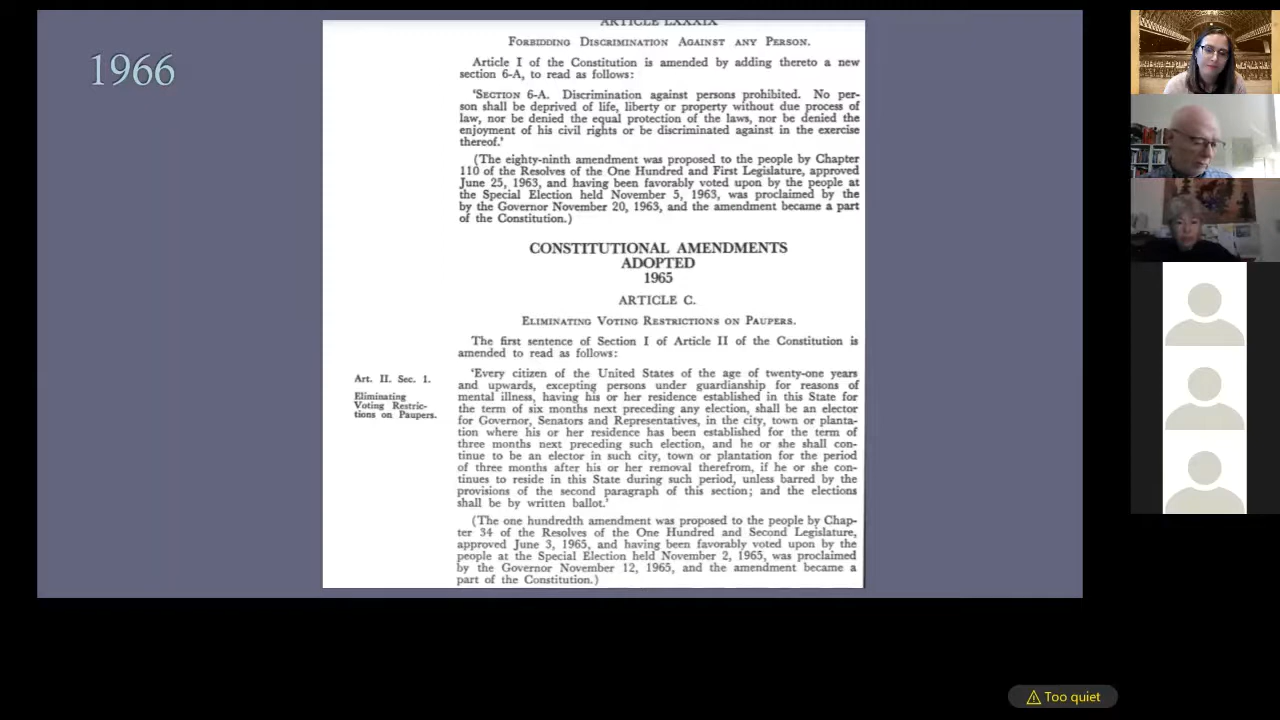 1966
ARTICLE LXXXIX
Forbidding Discrimination Against any Person.
Article I of the Constitution is amended by adding thereto a new
section 6-A, to read as follows:
'Section 6-A. Discrimination against persons prohibited. No per-
son shall be deprived of life, liberty or property without due process of
law, nor be denied the equal protection of the laws, nor be denied the
enjoyment of his civil rights or be discriminated against in the exercise
thereof.'
(The eighty-ninth amendment was proposed to the people by Chapter
110 of the Resolves of the One Hundred and First Legislature, approved
June 25, 1963, and having been favorably voted upon by the people at
the Special Election held November 5, 1963, was proclaimed by the
by the Governor November 20, 1963, and the amendment became a part
of the Constitution.)
CONSTITUTIONAL AMENDMENTS
ADOPTED
1965
ARTICLE C.
Eliminating Voting Restrictions on Paupers.
The first sentence of Section I of Article II of the Constitution is
amended to read as follows:
Art. II. Sec. 1.
Eliminating
Voting Restric-
tions on Paupers.
'Every citizen of the United States of the age of twenty-one years
and upwards, excepting persons under guardianship for reasons of
mental illness, having his or her residence established in this State for
the term of six months next preceding any election, shall be an elector
for Governor, Senators and Representatives, in the city, town or planta-
tion where his or her residence has been established for the term of
three months next preceding such election, and he or she shall con-
tinue to be an elector in such city, town or plantation for the period
of three months after his or her removal therefrom, if he or she con-
tinues to reside in this State during such period, unless barred by the
provisions of the second paragraph of this section; and the elections
shall be by written ballot.'
(The one hundredth amendment was proposed to the people by Chap-
ter 34 of the Resolves of the One Hundred and Second Legislature,
approved June 3, 1965, and having been favorably voted upon by the
people at the Special Election held November 2, 1965, was proclaimed
by the Governor November 12, 1965, and the amendment became a
part of the Constitution.)
Too quiet